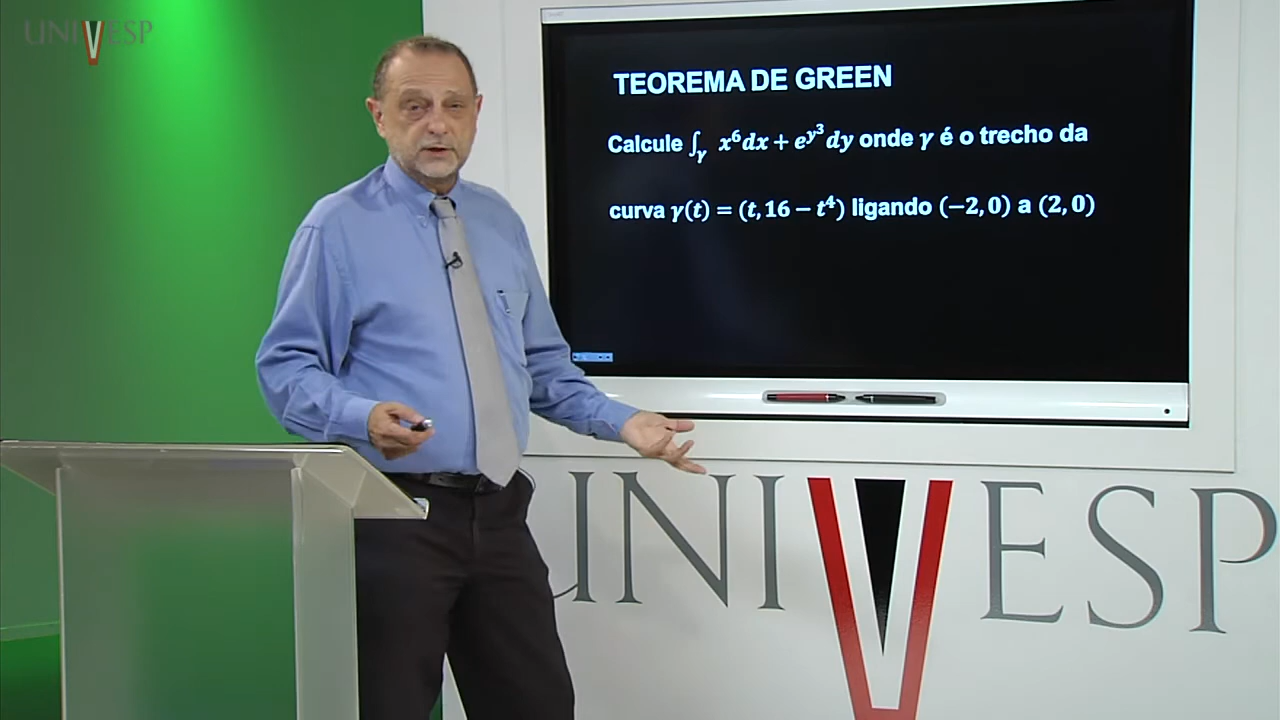 UNIVESP
TEOREMA DE GREEN
Calcule ∫γ x⁶dx + e^{y³}dy onde γ é o trecho da
curva γ(t) = (t, 16 − t⁴) ligando (−2, 0) a (2, 0)
UNIVESP